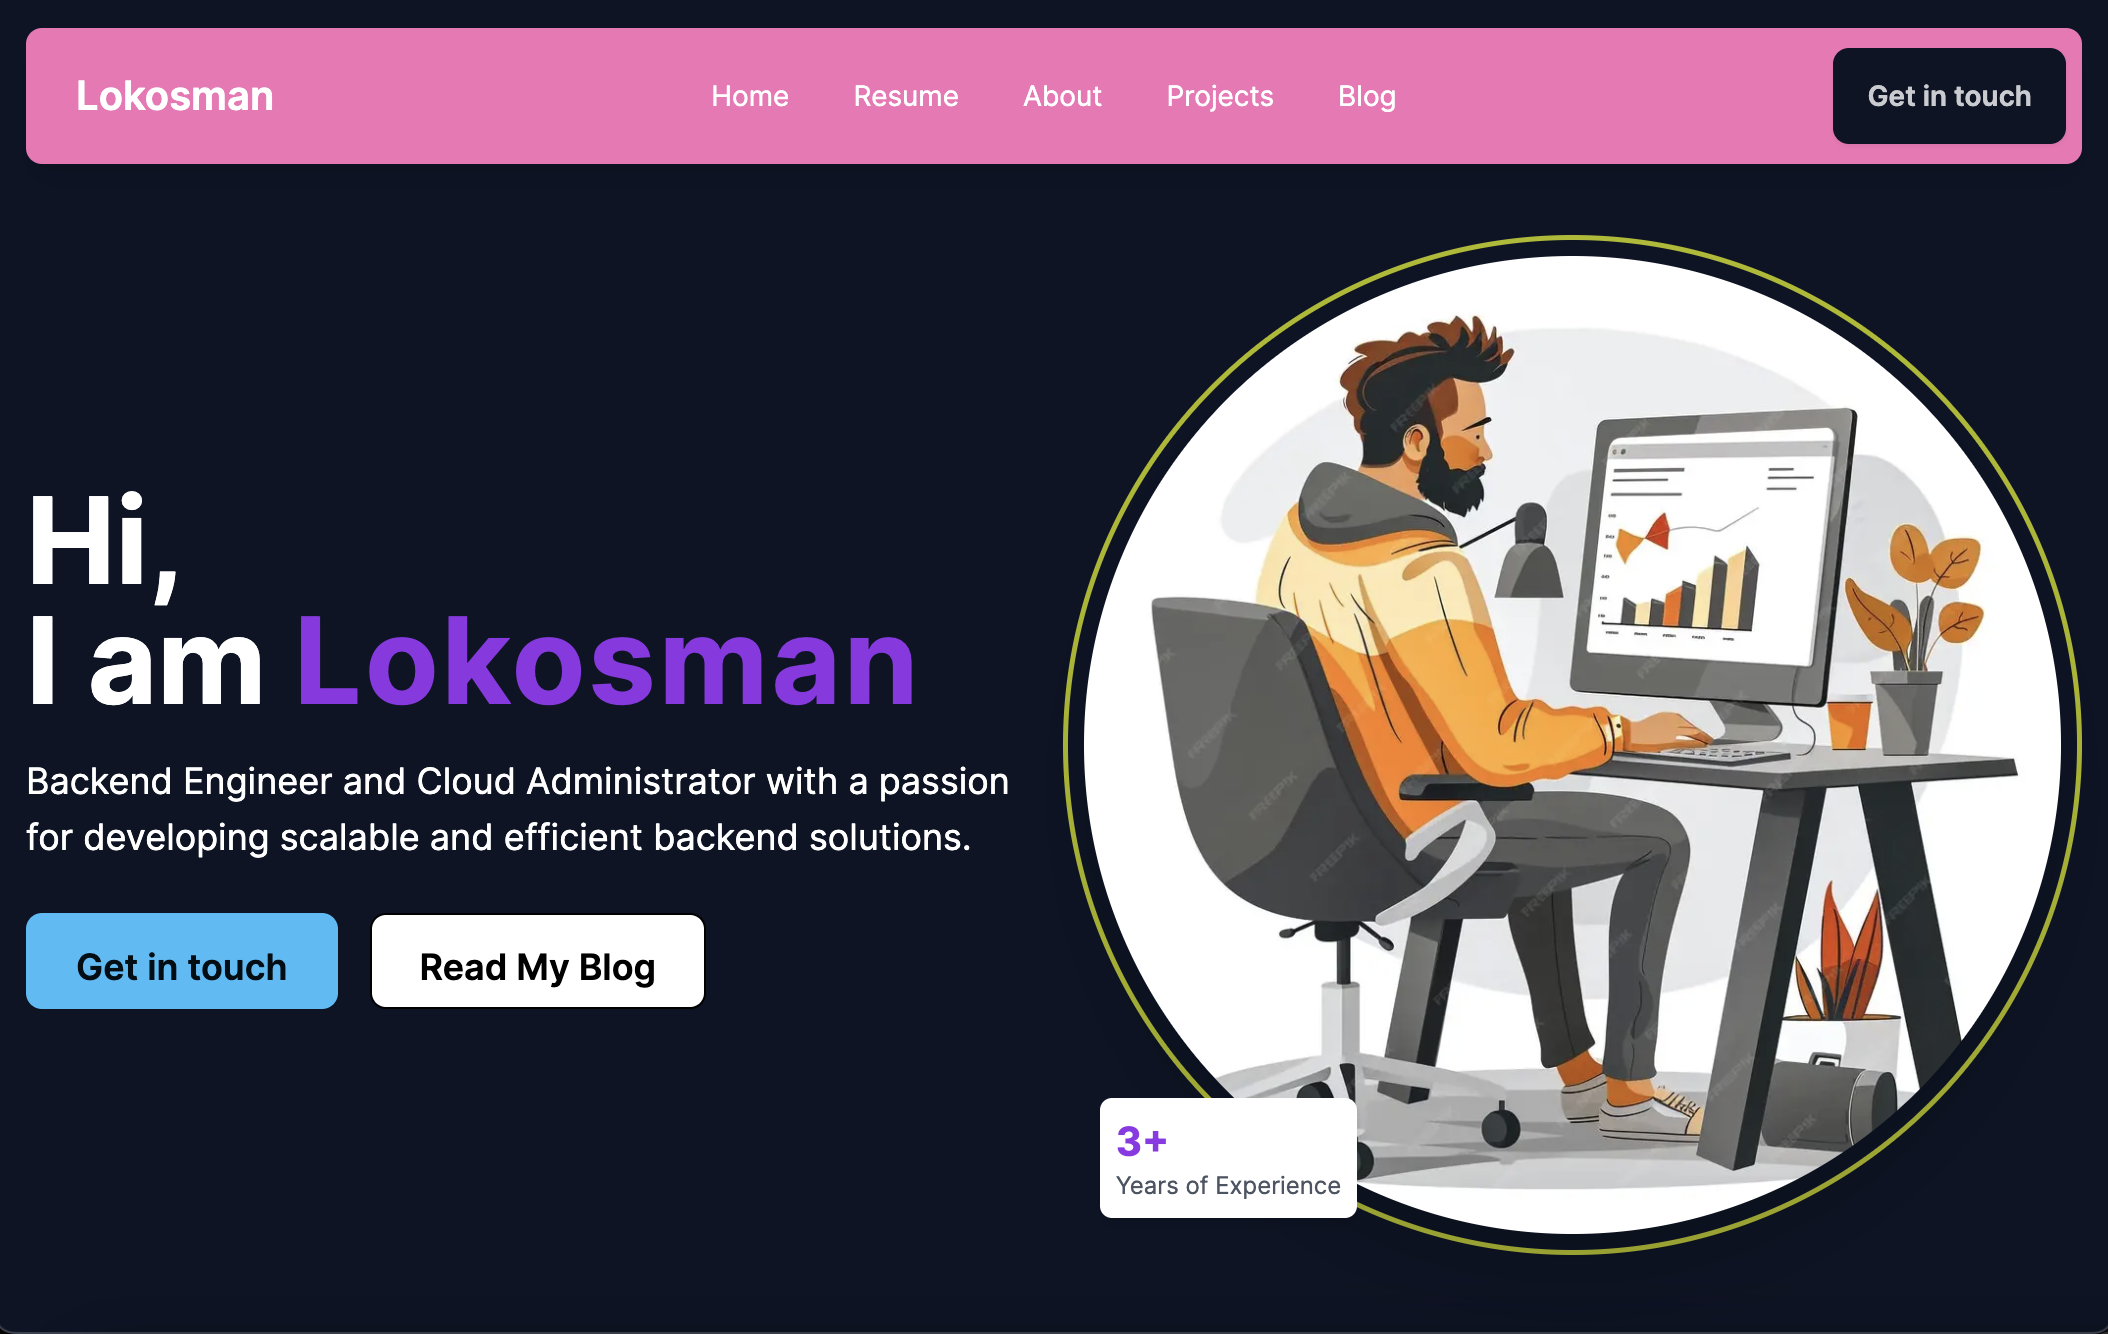 Lokosman
Home
Resume
About
Projects
Blog
Get in touch
Hi,
I am Lokosman
Backend Engineer and Cloud Administrator with a passion
for developing scalable and efficient backend solutions.
Get in touch
Read My Blog
3+
Years of Experience
FREEPIK